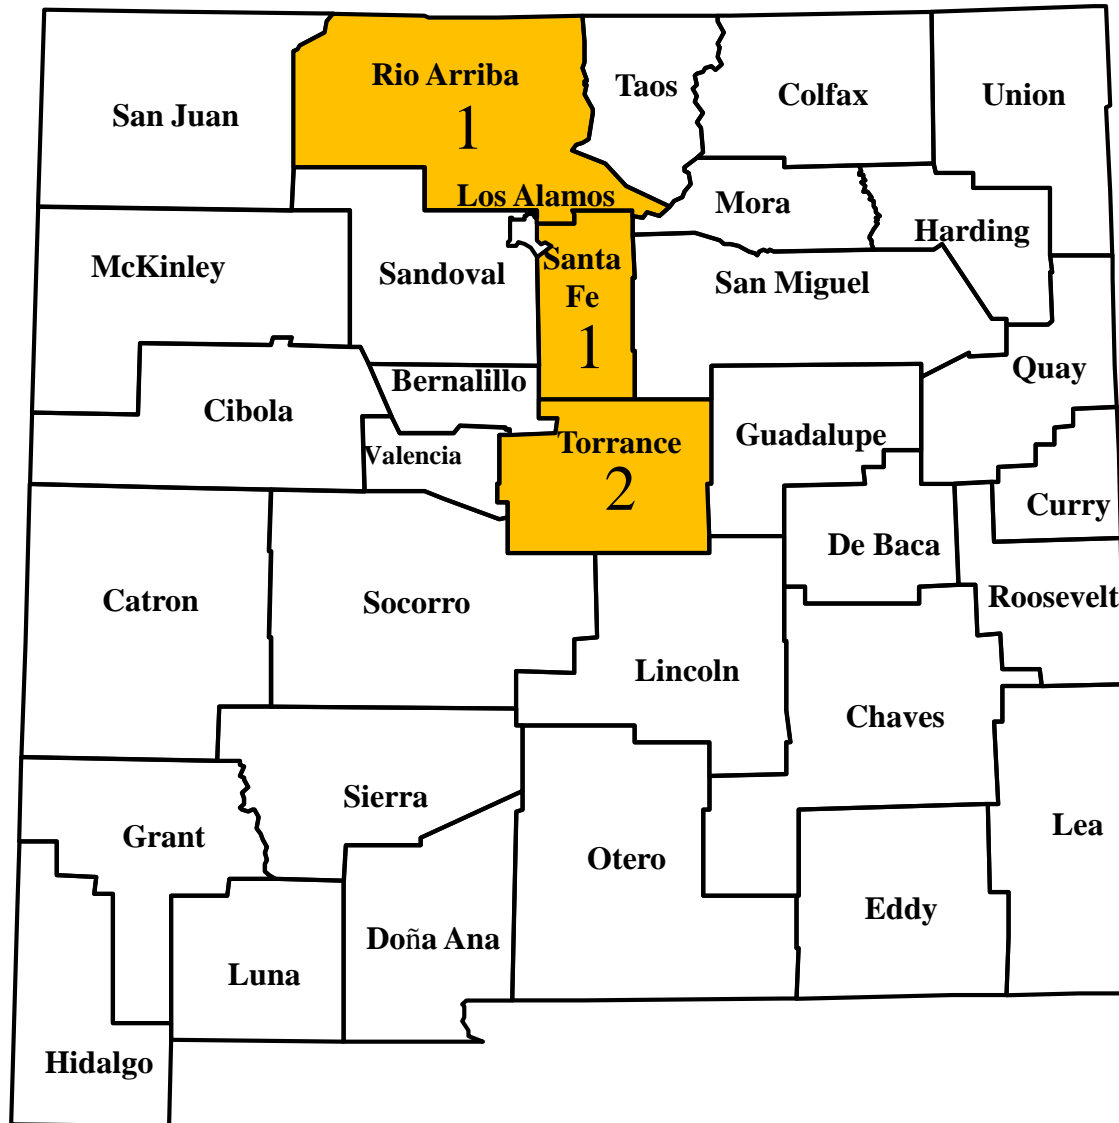 Rio Arriba
1
Taos
Colfax
Union
San Juan
Los Alamos
Mora
Harding
McKinley
Sandoval
Santa
Fe
1
San Miguel
Quay
Bernalillo
Cibola
Valencia
Torrance
2
Guadalupe
Curry
De Baca
Catron
Socorro
Roosevelt
Lincoln
Chaves
Sierra
Grant
Otero
Lea
Eddy
Doña Ana
Luna
Hidalgo